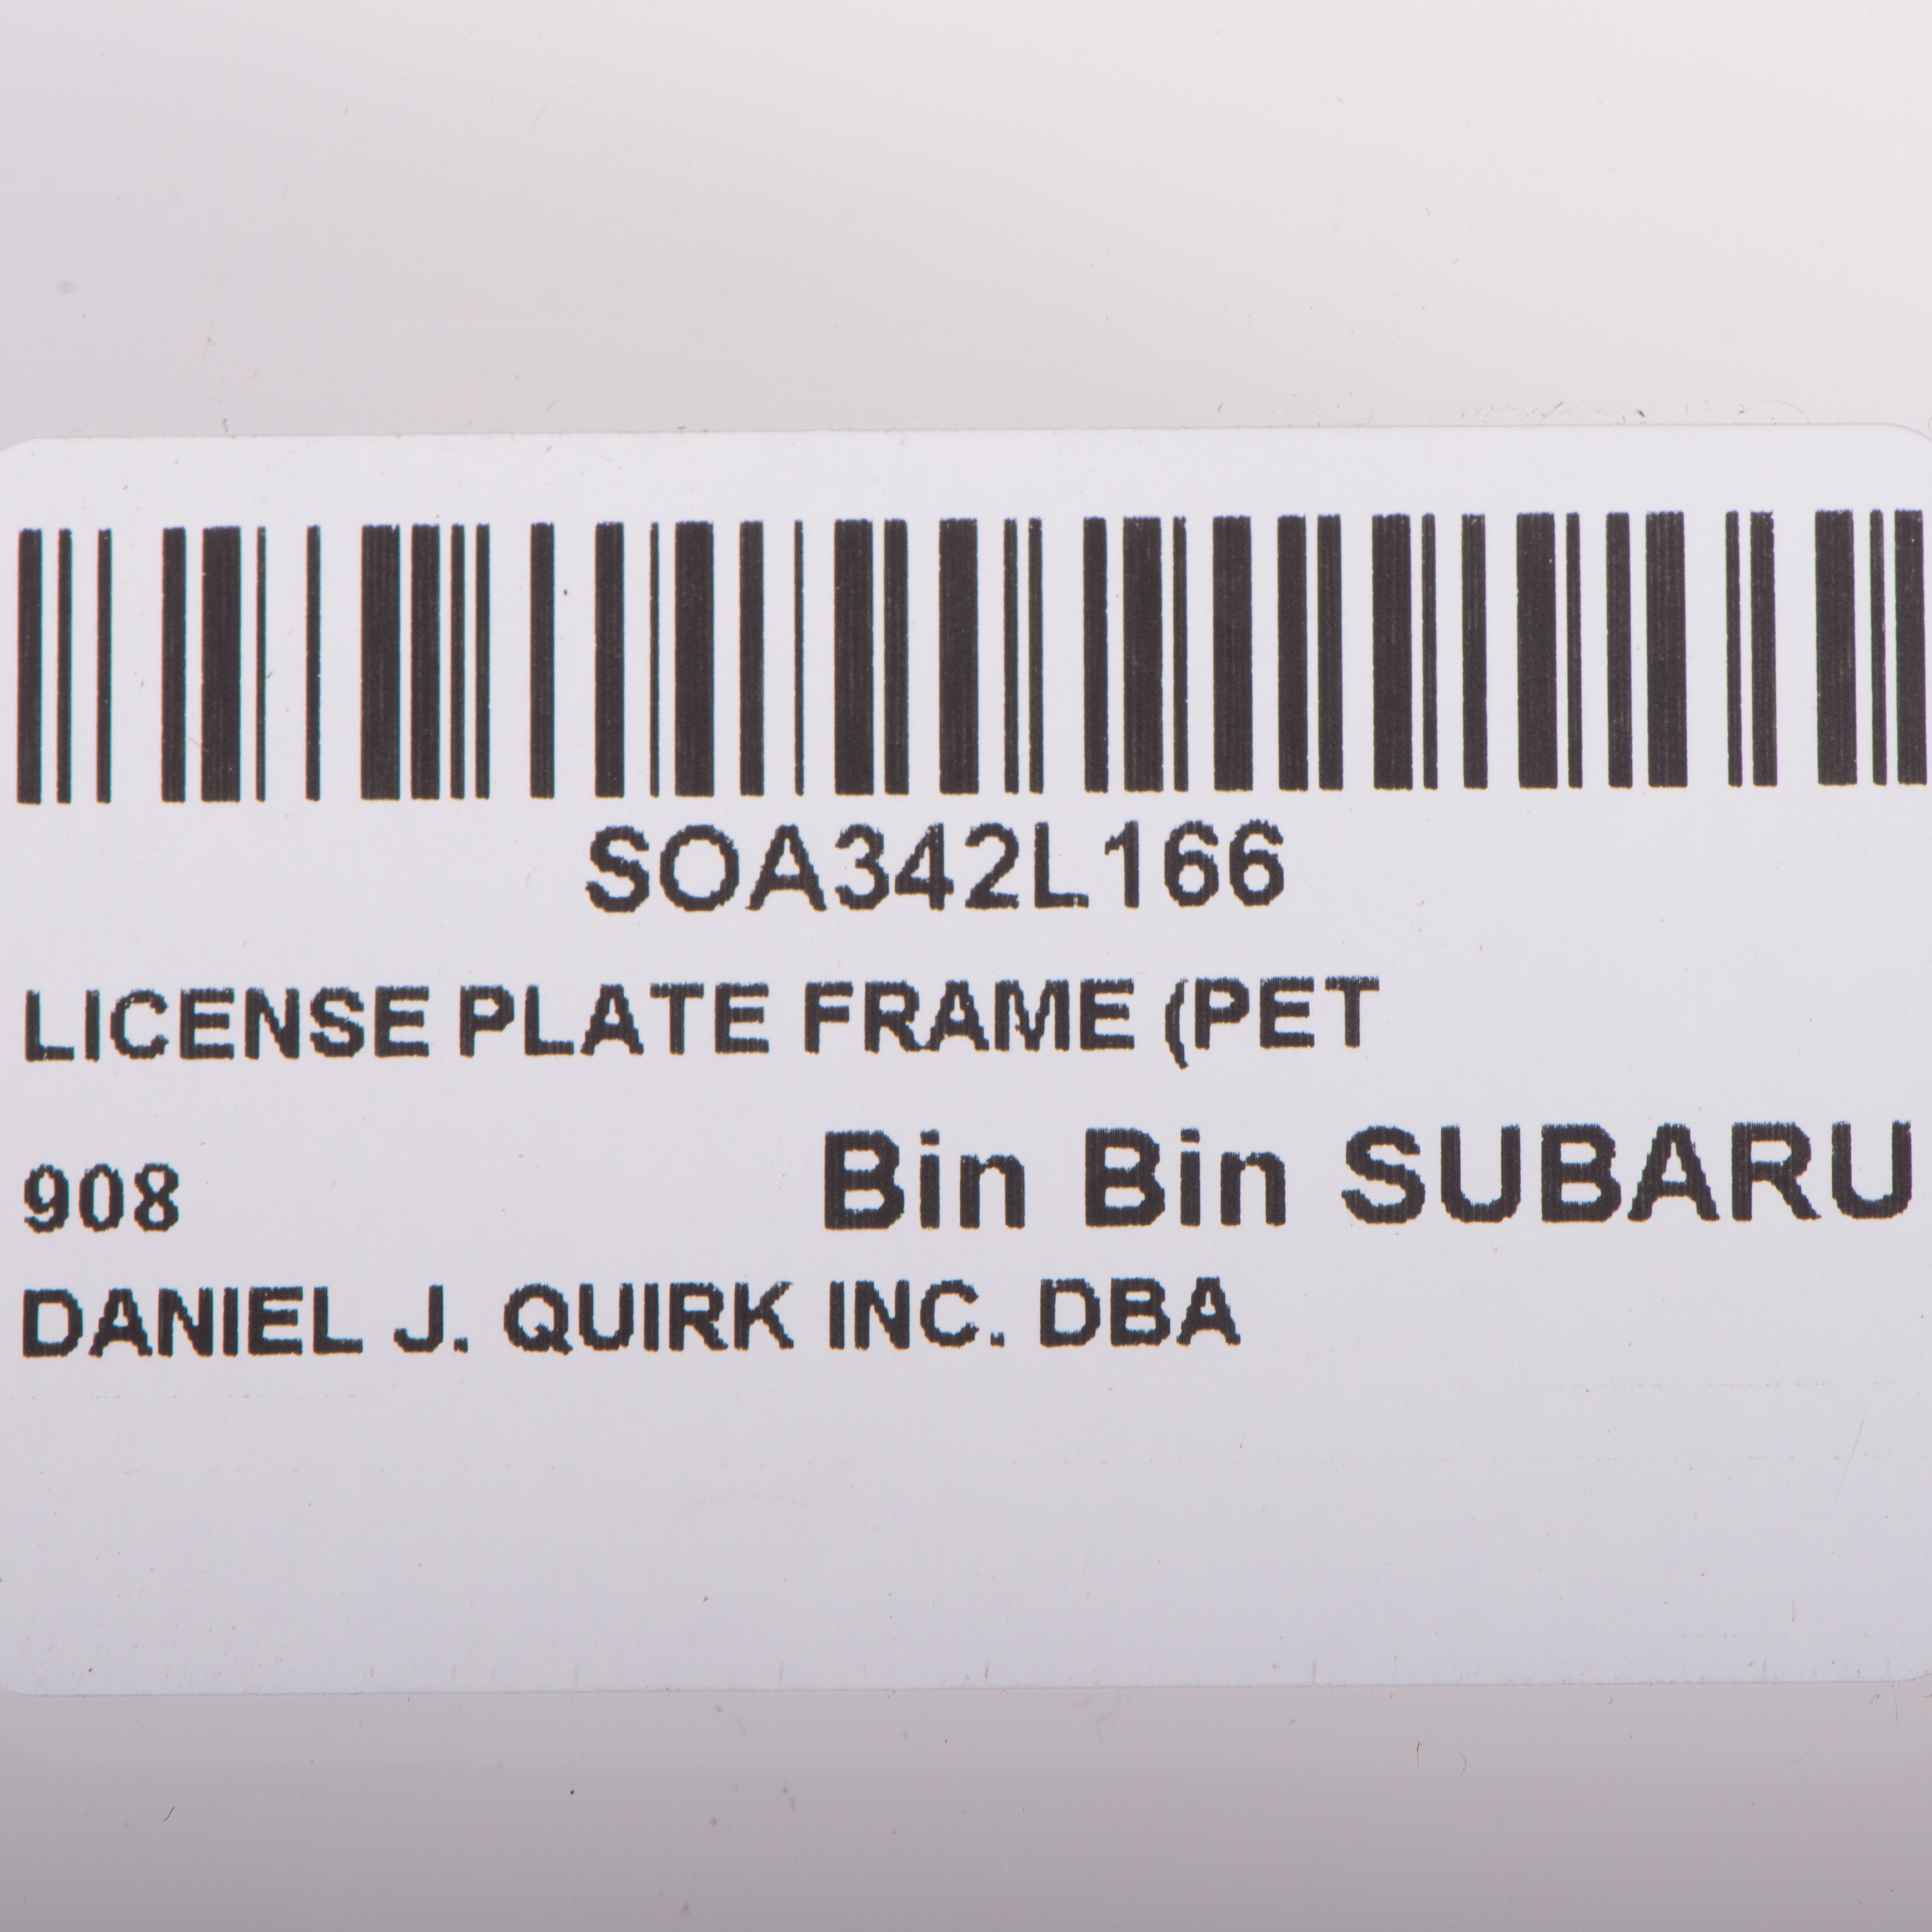 SOA342L166
LICENSE PLATE FRAME (PET
908 Bin Bin SUBARU
DANIEL J. QUIRK INC. DBA